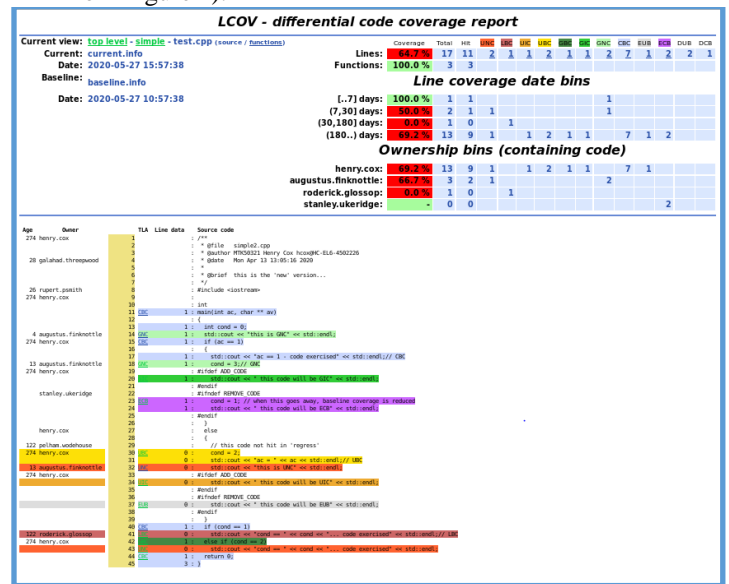 LCOV - differential code coverage report
Current view: top level - simple - test.cpp (source / functions) Coverage Total Hit UNC LBC UIC UBC GBC GIC GNC CBC EUB ECB DUB DCB
Current: current.info Lines: 64.7 % 17 11 2 1 1 2 1 1 2 7 1 2 2 1
Date: 2020-05-27 15:57:38 Functions: 100.0 % 3 3
Baseline: baseline.info
Line coverage date bins
Date: 2020-05-27 10:57:38 [..7] days: 100.0 % 1 1 1
(7,30] days: 50.0 % 2 1 1 1
(30,180] days: 0.0 % 1 0 1
(180..) days: 69.2 % 13 9 1 1 2 1 1 7 1 2
Ownership bins (containing code)
henry.cox: 69.2 % 13 9 1 1 2 1 1 7 1
augustus.finknottle: 66.7 % 3 2 1 2
roderick.glossop: 0.0 % 1 0 1
stanley.ukeridge: - 0 0 2
Age Owner TLA Line data Source code
274 henry.cox 1 : /**
2 : * @file simple2.cpp
3 : * @author MTK50321 Henry Cox hcox@HC-EL6-4502226
28 galahad.threepwood 4 : * @date Mon Apr 13 13:05:16 2020
5 : *
6 : * @brief this is the 'new' version...
7 : */
26 rupert.psmith 8 : #include <iostream>
274 henry.cox 9 :
10 : int
11 CBC 1 : main(int ac, char ** av)
12 : {
13 1 : int cond = 0;
4 augustus.finknottle 14 GNC 1 : std::cout << "this is GNC" << std::endl;
274 henry.cox 15 CBC 1 : if (ac == 1)
16 : {
17 1 : std::cout << "ac == 1 - code exercised" << std::endl;// CBC
13 augustus.finknottle 18 GNC 1 : cond = 3;// GNC
274 henry.cox 19 : #ifdef ADD_CODE
20 1 : std::cout << " this code will be GIC" << std::endl;
21 : #endif
stanley.ukeridge 22 : #ifndef REMOVE_CODE
23 1 : cond = 1; // when this goes away, baseline coverage is reduced
24 1 : std::cout << " this code will be ECB" << std::endl;
25 : #endif
26 : }
henry.cox 27 : else
28 : {
122 pelham.wodehouse 29 : // this code not hit in 'regress'
274 henry.cox 30 UBC 0 : cond = 2;
31 0 : std::cout << "ac = " << ac << std::endl;// UBC
13 augustus.finknottle 32 UNC 0 : std::cout << "this is UNC" << std::endl;
274 henry.cox 33 : #ifdef ADD_CODE
34 UIC 0 : std::cout << " this code will be UIC" << std::endl;
35 : #endif
36 : #ifndef REMOVE_CODE
37 EUB 0 : std::cout << " this code will be EUB" << std::endl;
38 : #endif
39 : }
40 CBC 1 : if (cond == 1)
122 roderick.glossop 41 0 : std::cout << "cond == " << cond << "... code exercised" << std::endl;// LBC
274 henry.cox 42 1 : else if (cond == 2)
43 0 : std::cout << "cond == " << cond << "... code exercised" << std::endl;
44 CBC 1 : return 0;
45 3 : }